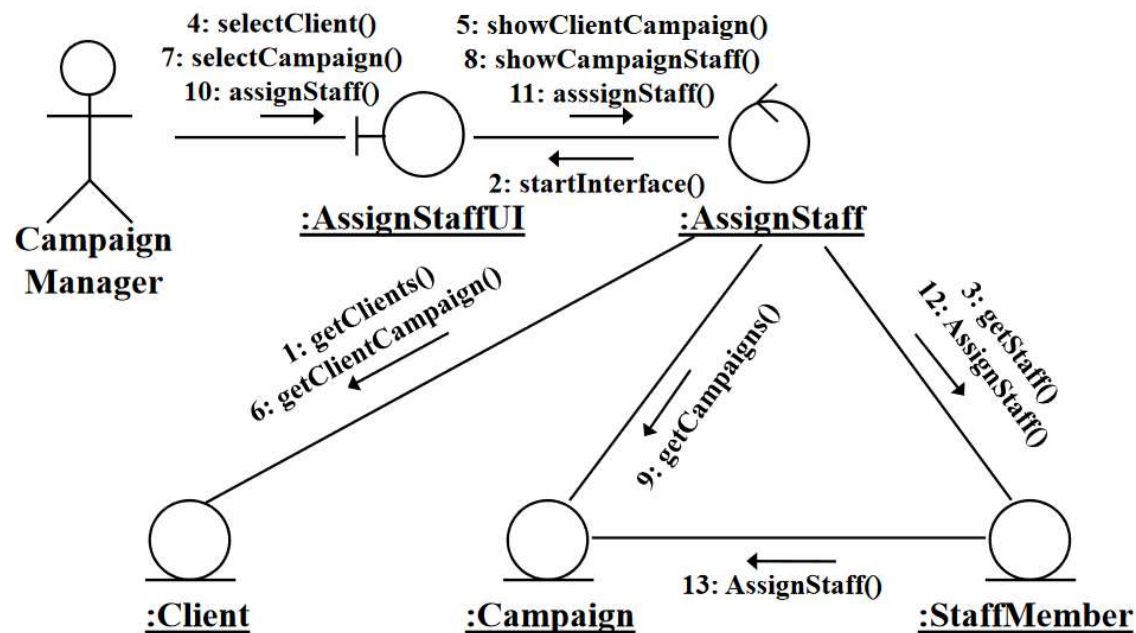 4: selectClient()
7: selectCampaign()
10: assignStaff()
5: showClientCampaign()
8: showCampaignStaff()
11: asssignStaff()
2: startInterface()
:AssignStaffUI
:AssignStaff
Campaign
Manager
1: getClients()
6: getClientCampaign()
9: getCampaigns()
3: getStaff()
12: AssignStaff()
13: AssignStaff()
:Client
:Campaign
:StaffMember